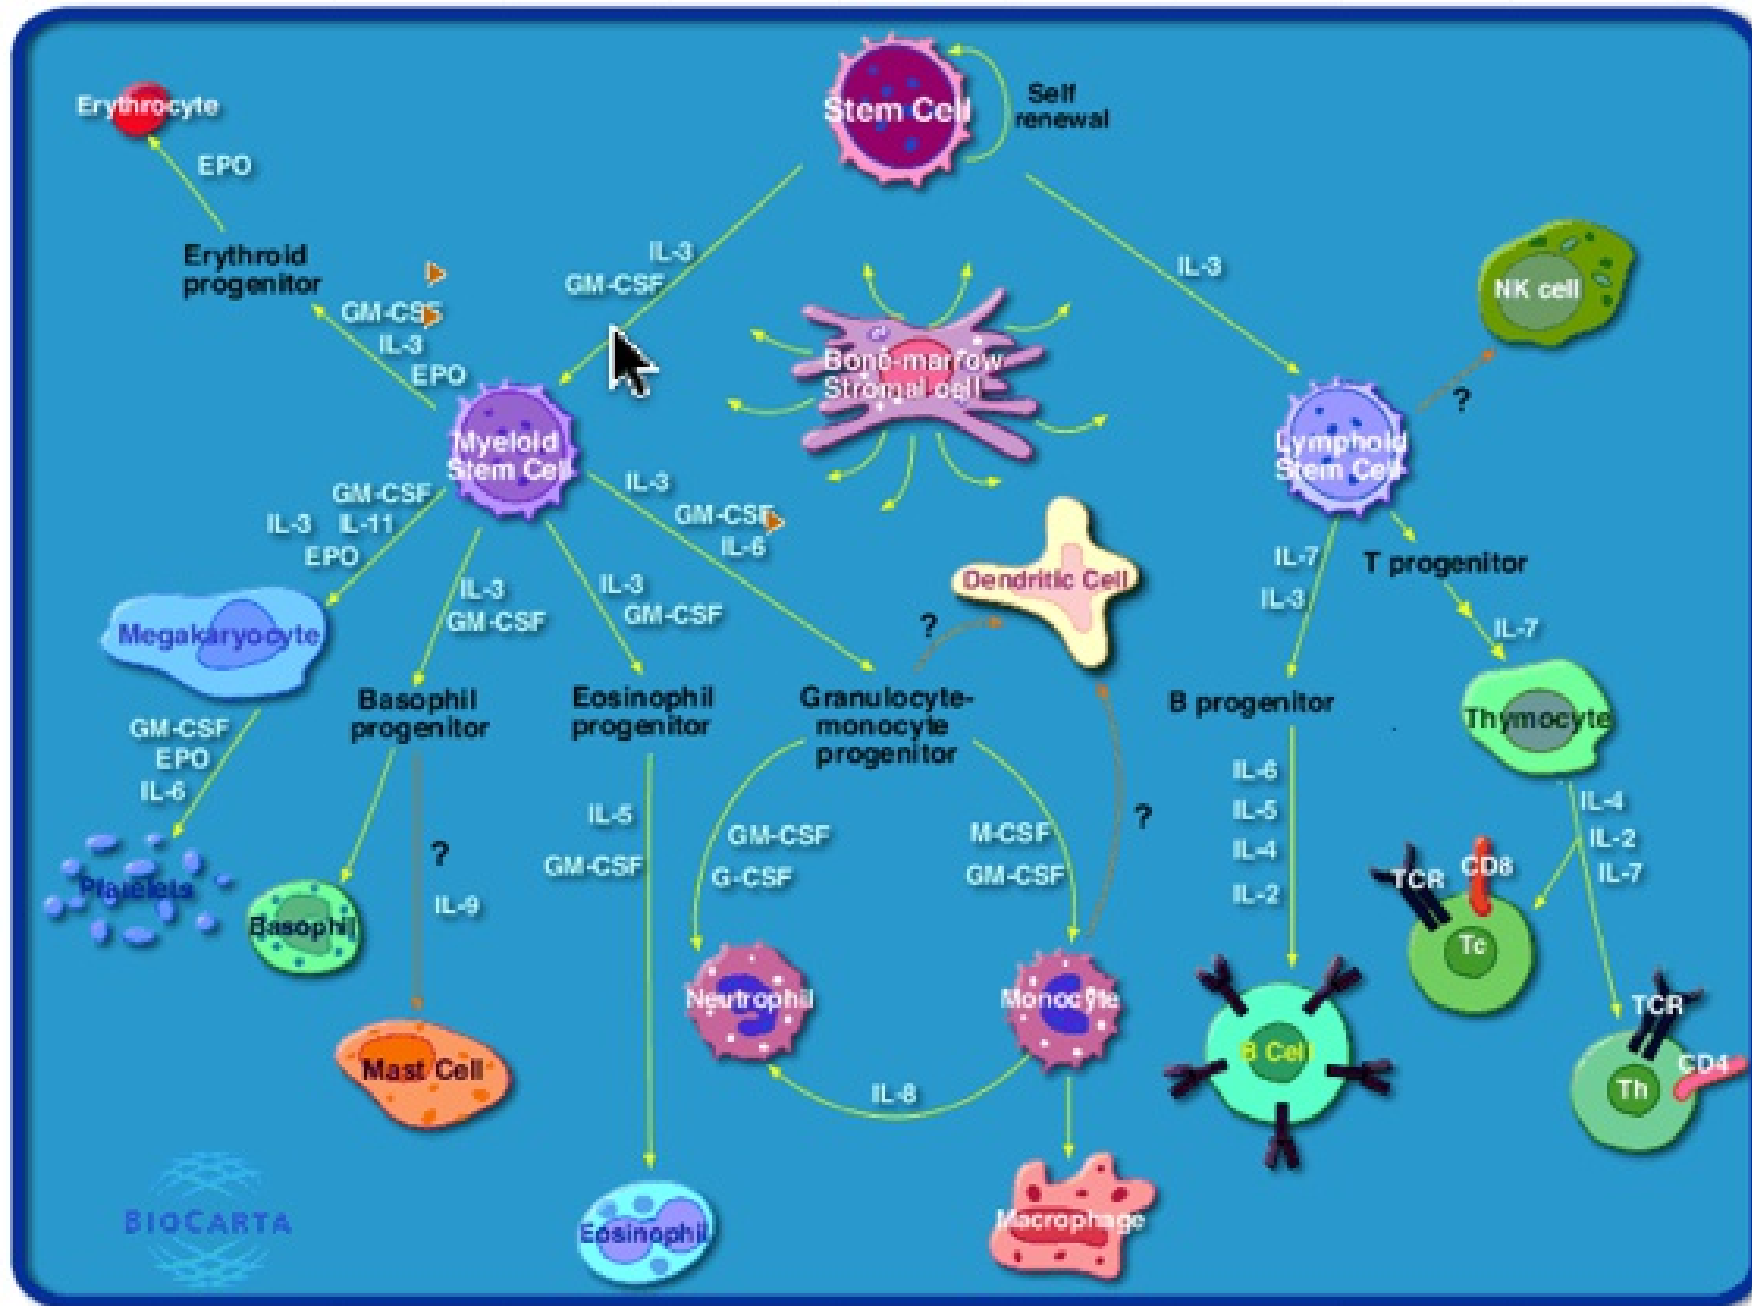 Stem Cell
Self
renewal
Erythrocyte
EPO
Erythroid
progenitor
GM-CSF
IL-3
EPO
IL-3
GM-CSF
IL-3
NK cell
?
Bone-marrow
Stromal cell
Myeloid
Stem Cell
Lymphoid
Stem Cell
GM-CSF
IL-3 IL-11
EPO
IL-3
GM-CSF
IL-3
GM-CSF
IL-3
GM-CSF
IL-6
Dendritic Cell
?
IL-7
IL-3
T progenitor
IL-7
Megakaryocyte
Basophil
progenitor
Eosinophil
progenitor
Granulocyte-
monocyte
progenitor
B progenitor
Thymocyte
GM-CSF
EPO
IL-6
Platelets
Basophil
?
IL-9
IL-5
GM-CSF
GM-CSF
G-CSF
M-CSF
GM-CSF
?
IL-6
IL-5
IL-4
IL-2
IL-4
IL-2
IL-7
TCR
CD8
Tc
Neutrophil
Monocyte
TCR
CD4
Th
B Cell
Mast Cell
IL-8
Eosinophil
Macrophage
BIOCARTA